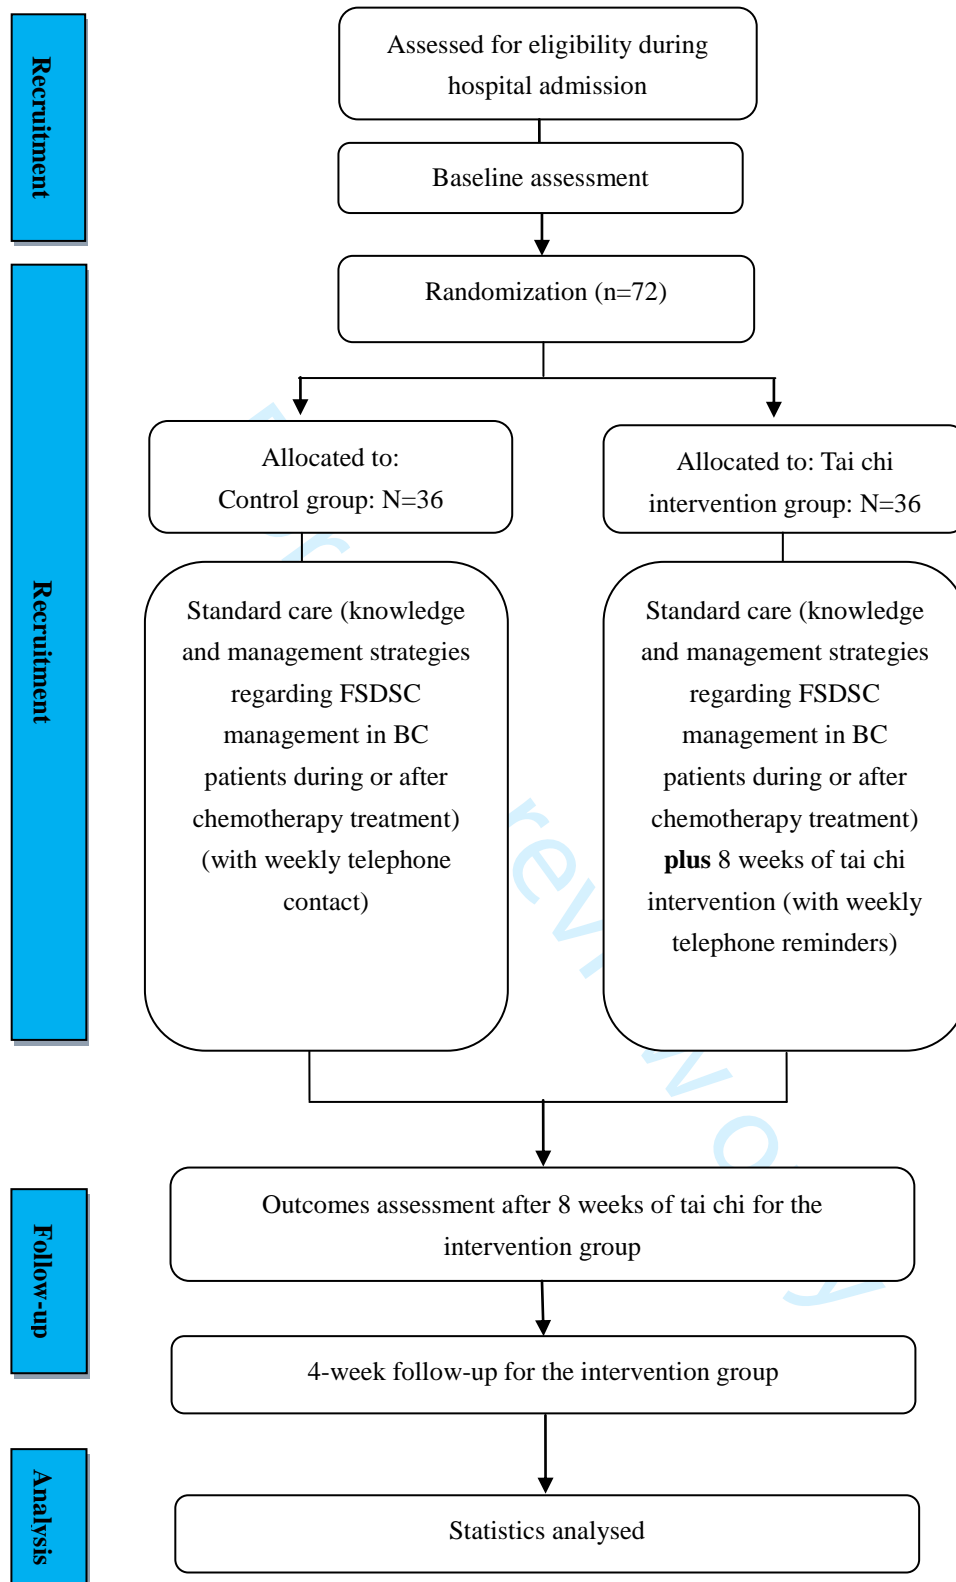 Recruitment
Assessed for eligibility during
hospital admission
Baseline assessment
Recruitment
Randomization (n=72)
Allocated to:
Control group: N=36
Allocated to: Tai chi
intervention group: N=36
Standard care (knowledge
and management strategies
regarding FSDSC
management in BC
patients during or after
chemotherapy treatment)
(with weekly telephone
contact)
Standard care (knowledge
and management strategies
regarding FSDSC
management in BC
patients during or after
chemotherapy treatment)
plus 8 weeks of tai chi
intervention (with weekly
telephone reminders)
Follow-up
Outcomes assessment after 8 weeks of tai chi for the
intervention group
4-week follow-up for the intervention group
Analysis
Statistics analysed